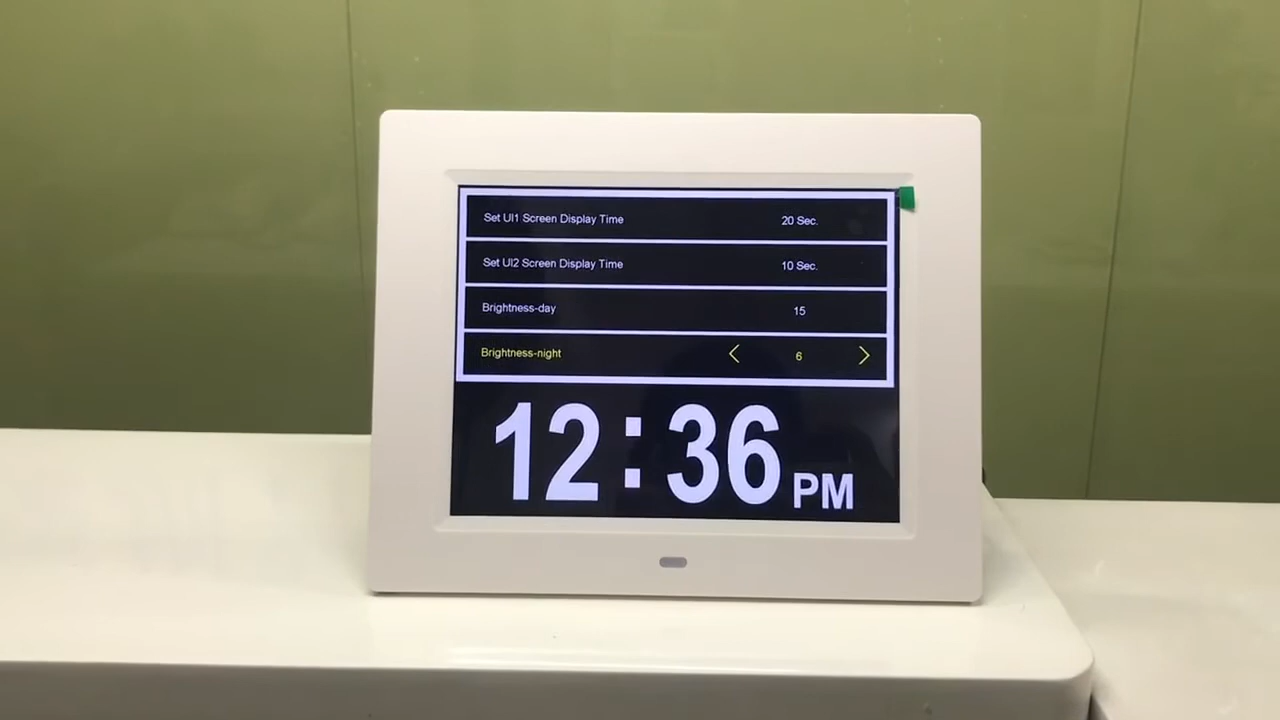 Set UI1 Screen Display Time 20 Sec.
Set UI2 Screen Display Time 10 Sec.
Brightness-day 15
Brightness-night < 6 >
12:36 PM